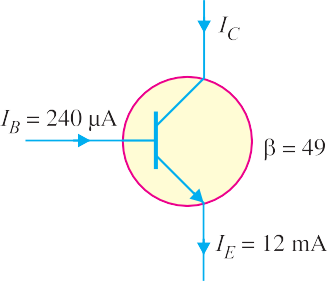 I_C
I_B = 240 μA
β = 49
I_E = 12 mA